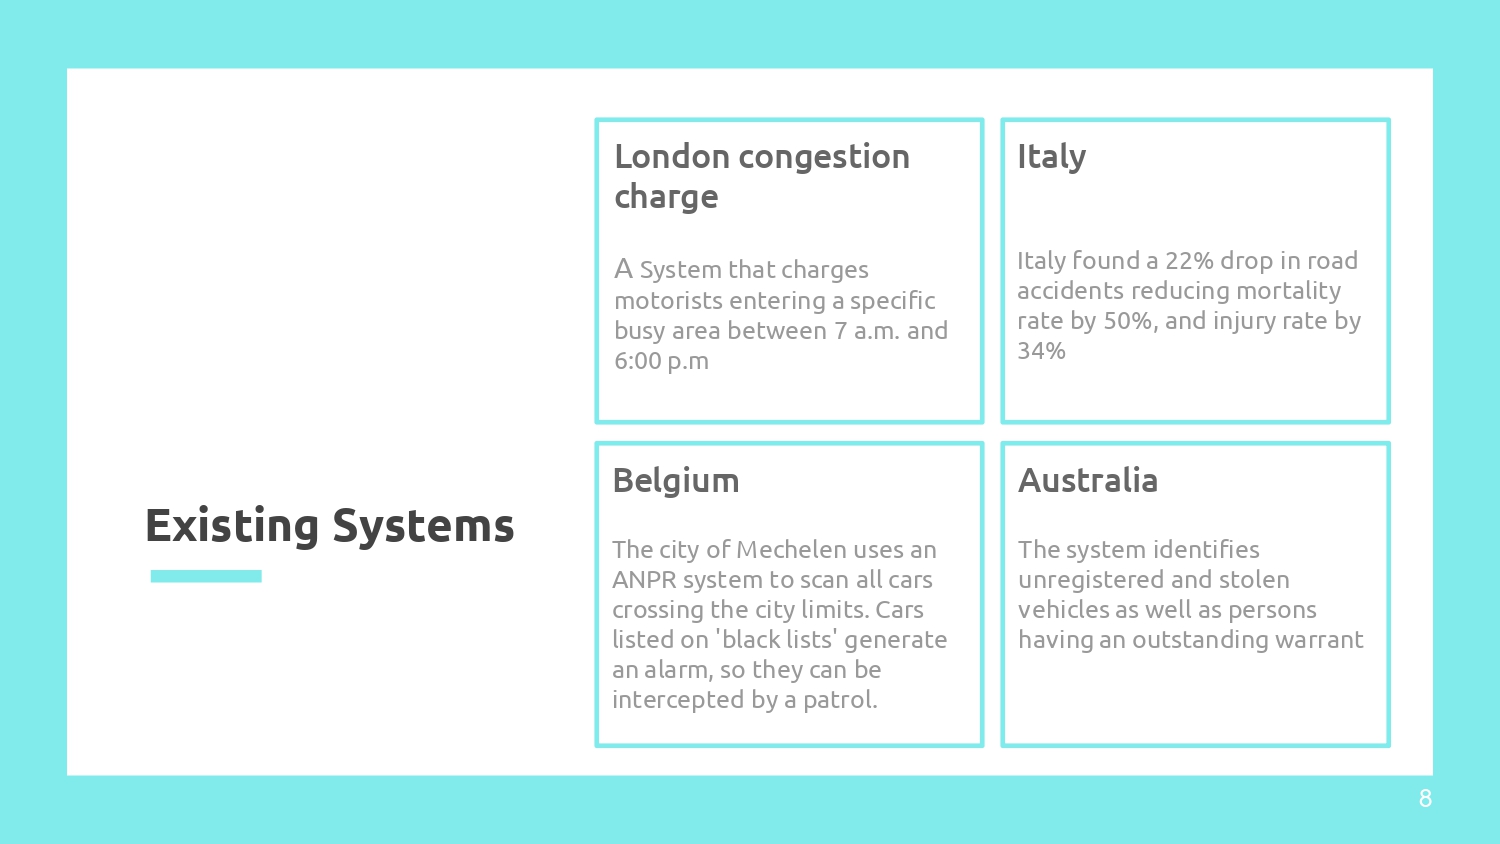 Existing Systems
London congestion
charge
A System that charges
motorists entering a specific
busy area between 7 a.m. and
6:00 p.m
Italy
Italy found a 22% drop in road
accidents reducing mortality
rate by 50%, and injury rate by
34%
Belgium
The city of Mechelen uses an
ANPR system to scan all cars
crossing the city limits. Cars
listed on 'black lists' generate
an alarm, so they can be
intercepted by a patrol.
Australia
The system identifies
unregistered and stolen
vehicles as well as persons
having an outstanding warrant
8